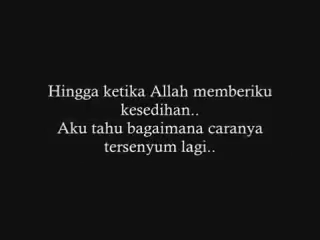 Hingga ketika Allah memberiku
kesedihan..
Aku tahu bagaimana caranya
tersenyum lagi..